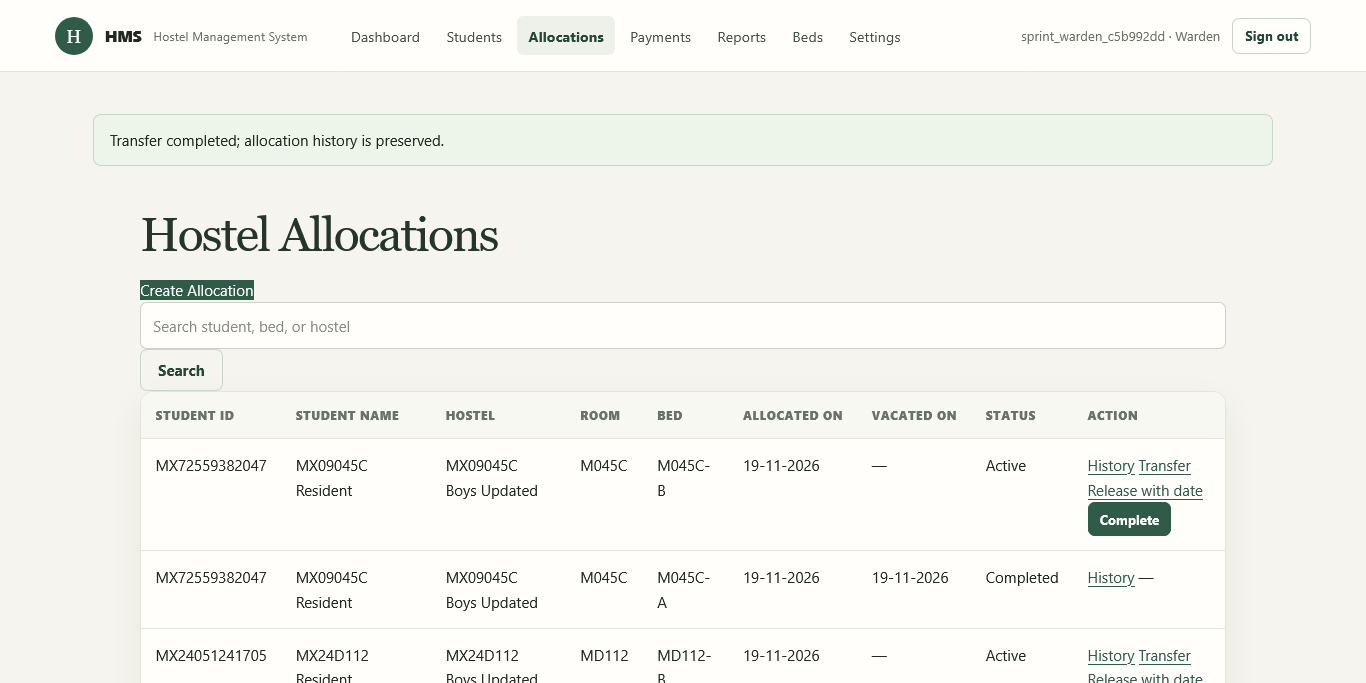 H HMS Hostel Management System Dashboard Students Allocations Payments Reports Beds Settings sprint_warden_c5b992dd · Warden Sign out
Transfer completed; allocation history is preserved.
Hostel Allocations
Create Allocation
Search student, bed, or hostel
Search
STUDENT ID STUDENT NAME HOSTEL ROOM BED ALLOCATED ON VACATED ON STATUS ACTION
MX72559382047 MX09045C MX09045C M045C M045C- 19-11-2026 — Active History Transfer
Resident Boys Updated B Release with date
Complete
MX72559382047 MX09045C MX09045C M045C M045C- 19-11-2026 19-11-2026 Completed History —
Resident Boys Updated A
MX24051241705 MX24D112 MX24D112 MD112 MD112- 19-11-2026 — Active History Transfer
Resident Boys Updated B Release with date